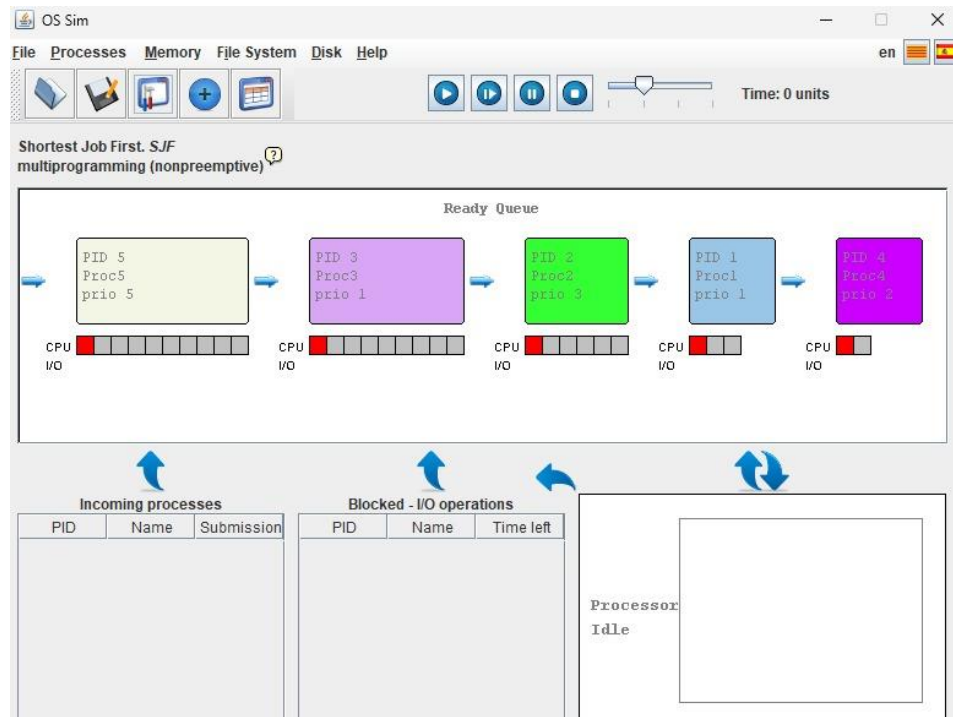 OS Sim
File Processes Memory File System Disk Help
en
Time: 0 units
Shortest Job First. SJF
multiprogramming (nonpreemptive)
?
Ready Queue
PID 5
Proc5
prio 5
CPU
I/O
PID 3
Proc3
prio 1
CPU
I/O
PID 2
Proc2
prio 3
CPU
I/O
PID 1
Proc1
prio 1
CPU
I/O
PID 4
Proc4
prio 2
CPU
I/O
Incoming processes
PID Name Submission
Blocked - I/O operations
PID Name Time left
Processor
Idle